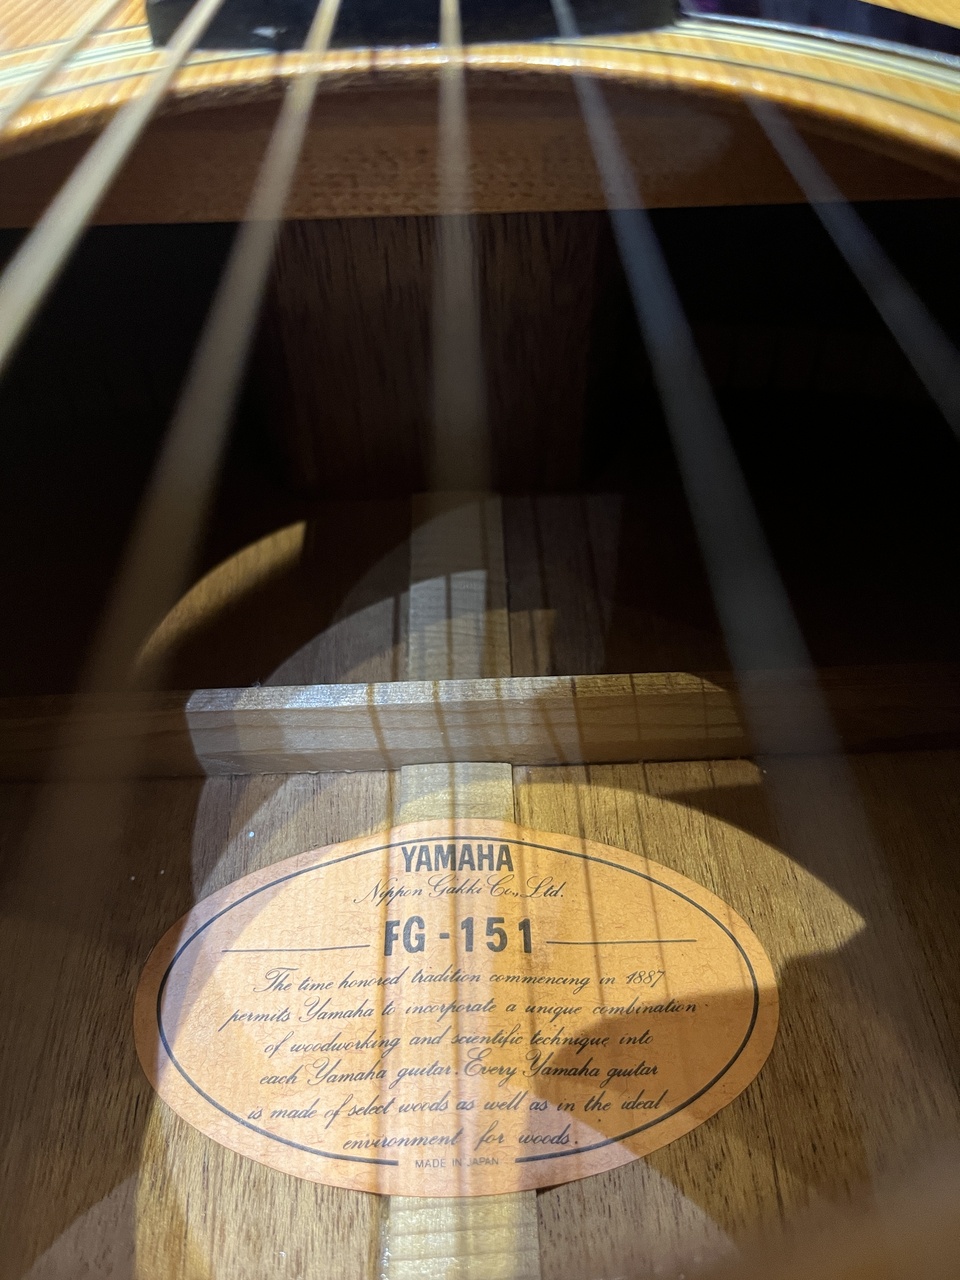 YAMAHA
Nippon Gakki Co., Ltd.
FG-151
The time honored tradition commencing in 1887
permits Yamaha to incorporate a unique combination
of woodworking and scientific technique into
each Yamaha guitar. Every Yamaha guitar
is made of select woods as well as in the ideal
environment for woods.
MADE IN JAPAN